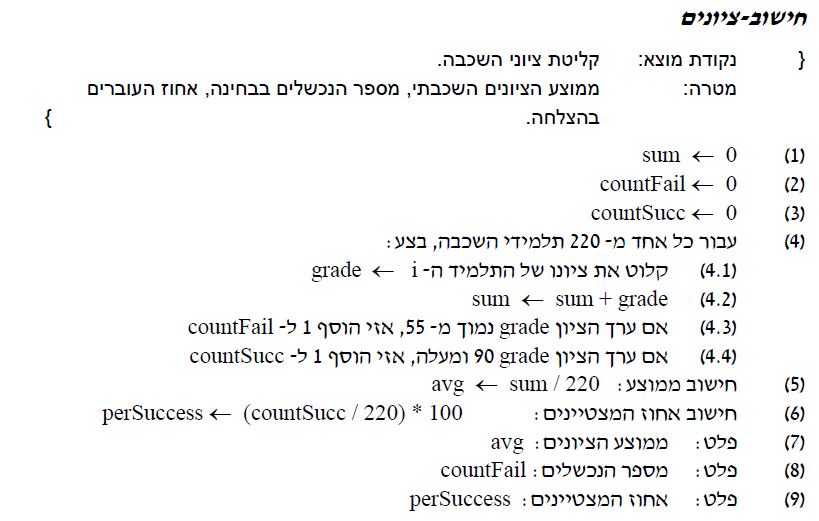 חישוב-ציונים
{ נקודת מוצא: קליטת ציוני השכבה.
מטרה: ממוצע הציונים השכבתי, מספר הנכשלים בבחינה, אחוז העוברים
בהצלחה. }
(1) sum ← 0
(2) countFail ← 0
(3) countSucc ← 0
(4) עבור כל אחד מ- 220 תלמידי השכבה, בצע:
(4.1) קלוט את ציונו של התלמיד ה- i → grade
(4.2) sum ← sum + grade
(4.3) אם ערך הציון grade נמוך מ- 55, אזי הוסף 1 ל- countFail
(4.4) אם ערך הציון grade 90 ומעלה, אזי הוסף 1 ל- countSucc
(5) חישוב ממוצע: avg ← sum / 220
(6) חישוב אחוז המצטיינים: perSuccess ← (countSucc / 220) * 100
(7) פלט: ממוצע הציונים: avg
(8) פלט: מספר הנכשלים: countFail
(9) פלט: אחוז המצטיינים: perSuccess